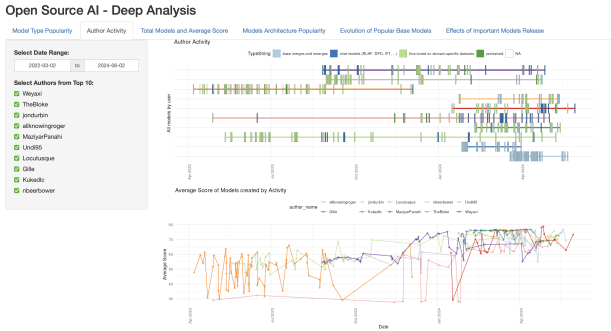 Open Source AI - Deep Analysis
Model Type Popularity
Author Activity
Total Models and Average Score
Models Architecture Popularity
Evolution of Popular Base Models
Effects of Important Models Release
Select Date Range:
2022-03-02 to 2024-06-02
Select Authors from Top 10:
Weyaxi
TheBloke
jondurbin
allknowingroger
MaziyarPanahi
Undi95
Locutusque
Gille
Kukedlc
nbeerbower
Author Activity
TypeString base merges and moerges chat models (RLHF, DPO, IFT, ...) fine-tuned on domain-specific datasets pretrained NA
All models by user
Apr 2023 Jul 2023 Oct 2023 Jan 2024 Apr 2024
Average Score of Models created by Activity
author_name
allknowingroger jondurbin Locutusque nbeerbower Undi95
Gille Kukedlc MaziyarPanahi TheBloke Weyaxi
Average Score
Apr 2023 Jul 2023 Oct 2023 Jan 2024 Apr 2024
Date